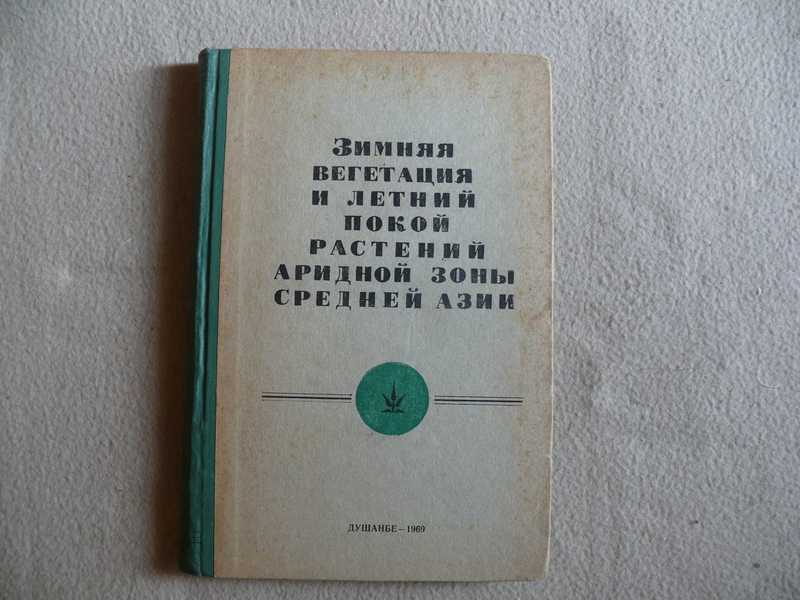 Зимняя
вегетация
и летний
покой
растений
аридной зоны
Средней Азии
ДУШАНБЕ — 1969